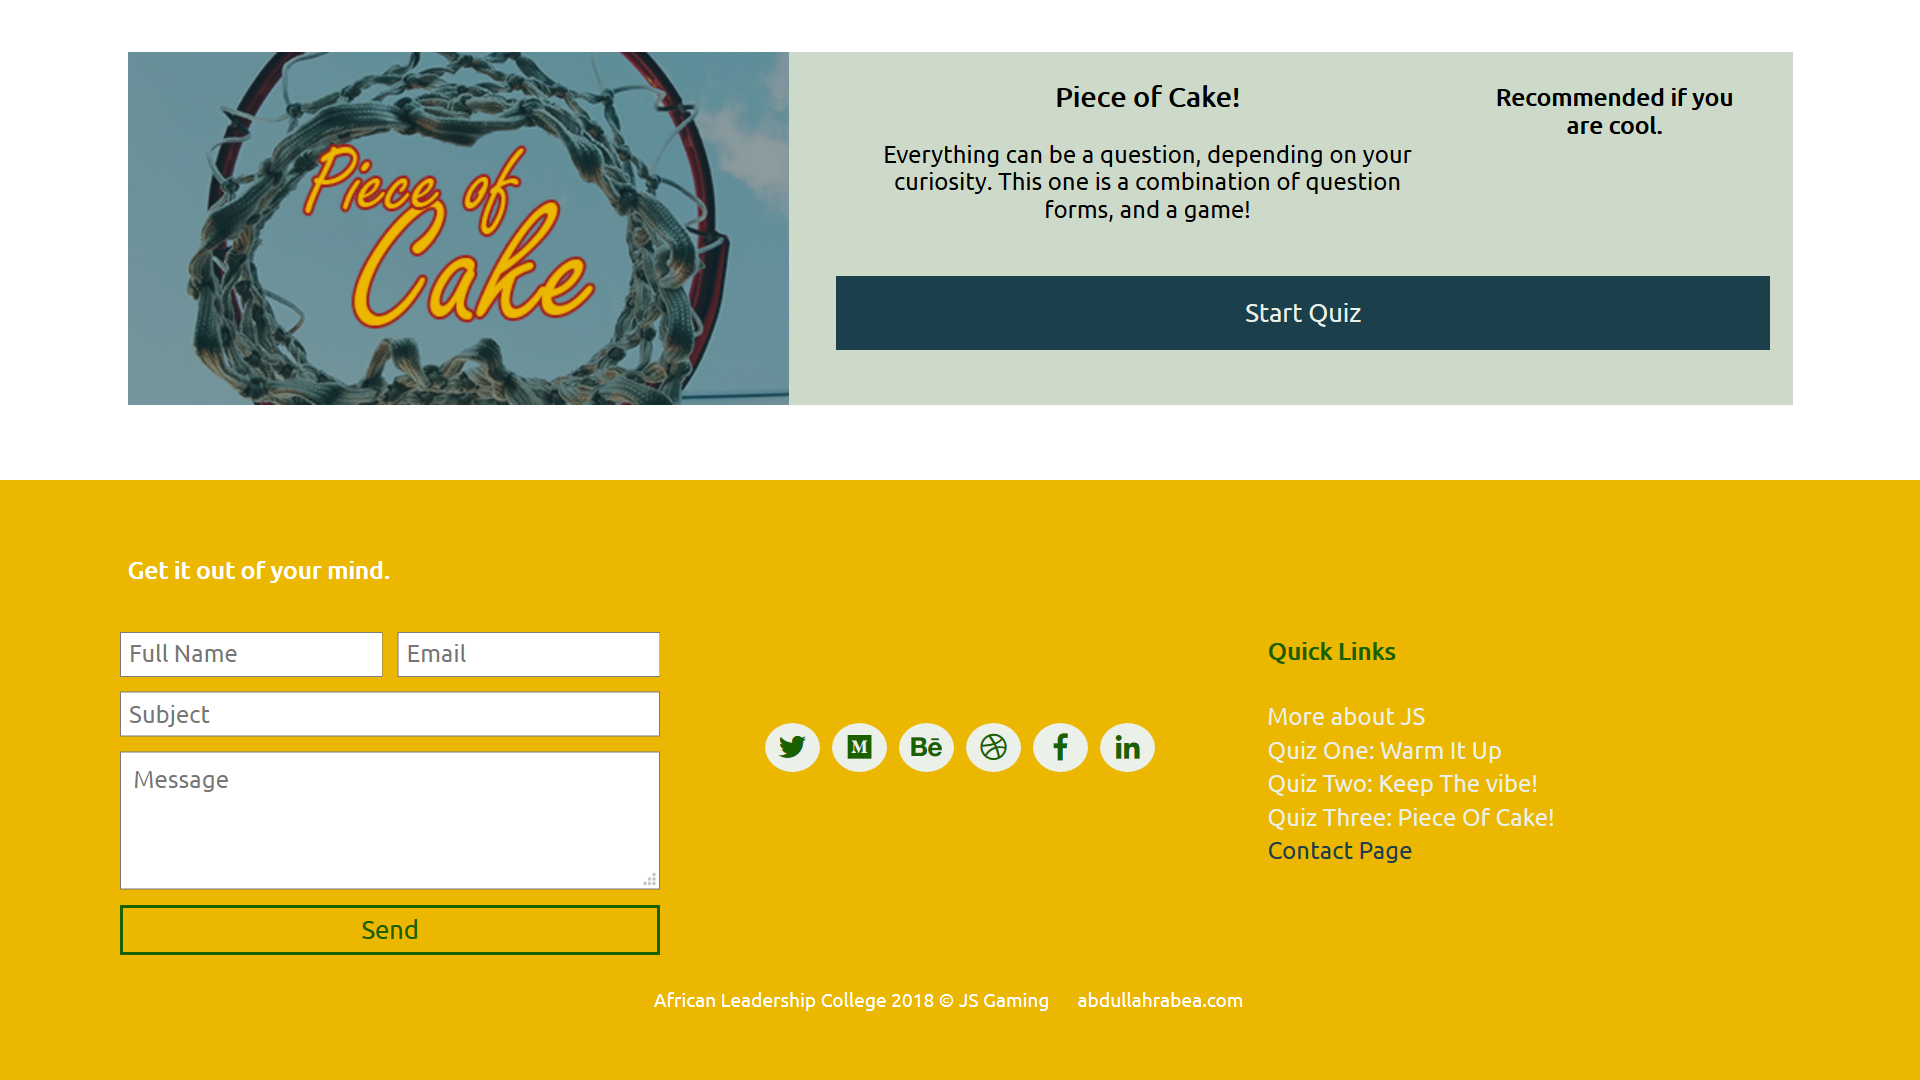 Piece of
Cake
Piece of Cake!
Everything can be a question, depending on your
curiosity. This one is a combination of question
forms, and a game!
Recommended if you
are cool.
Start Quiz
Get it out of your mind.
Full Name
Email
Subject
Message
Send
M
Bē
f
in
Quick Links
More about JS
Quiz One: Warm It Up
Quiz Two: Keep The vibe!
Quiz Three: Piece Of Cake!
Contact Page
African Leadership College 2018 © JS Gaming abdullahrabea.com